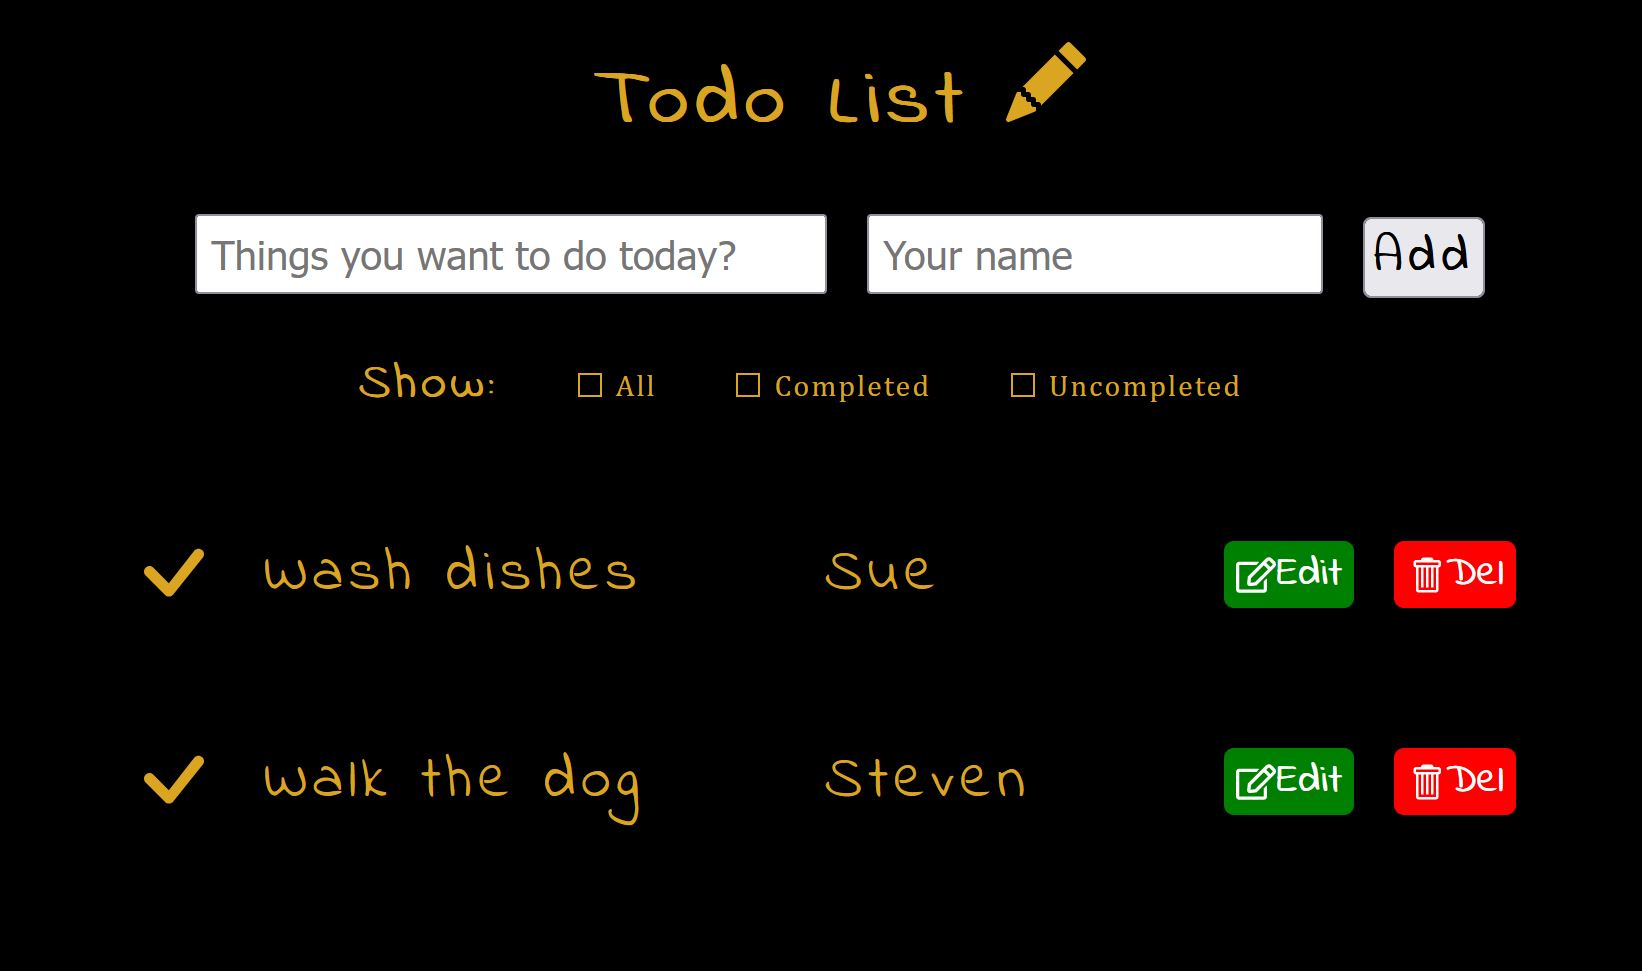 Todo List
Things you want to do today? Your name Add
Show: All Completed Uncompleted
wash dishes Sue Edit Del
walk the dog Steven Edit Del